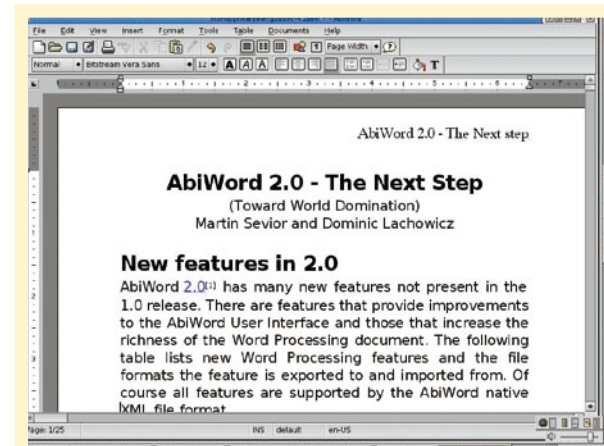 File Edit View Insert Format Tools Table Documents Help
Page Width
Normal Bitstream Vera Sans 12
AbiWord 2.0 - The Next step
AbiWord 2.0 - The Next Step
(Toward World Domination)
Martin Sevior and Dominic Lachowicz
New features in 2.0
AbiWord 2.0[1] has many new features not present in the
1.0 release. There are features that provide improvements
to the AbiWord User Interface and those that increase the
richness of the Word Processing document. The following
table lists new Word Processing features and the file
formats the feature is exported to and imported from. Of
course all features are supported by the AbiWord native
XML file format
Page: 1/25 INS default en-US